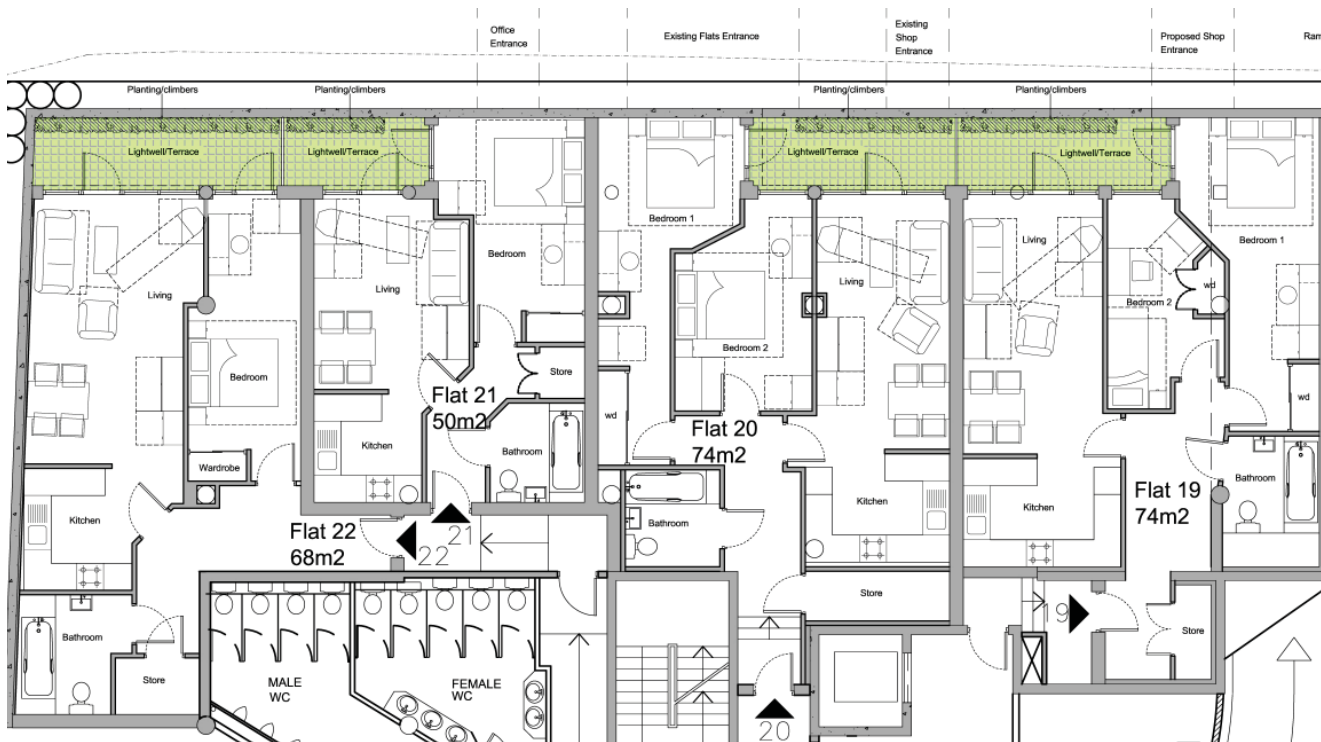 Office
Entrance
Existing Flats Entrance
Existing
Shop
Entrance
Proposed Shop
Entrance
Planting/climbers
Planting/climbers
Planting/climbers
Planting/climbers
Lightwell/Terrace
Lightwell/Terrace
Lightwell/Terrace
Lightwell/Terrace
Living
Bedroom
Wardrobe
Kitchen
Bathroom
Store
Flat 22
68m2
22
Living
Bedroom
Store
Flat 21
50m2
Kitchen
Bathroom
21
Bedroom 1
Bedroom 2
wd
Living
Flat 20
74m2
Kitchen
Bathroom
Store
20
Living
Bedroom 2
wd
Bedroom 1
wd
Kitchen
Flat 19
74m2
Bathroom
19
Store
MALE
WC
FEMALE
WC